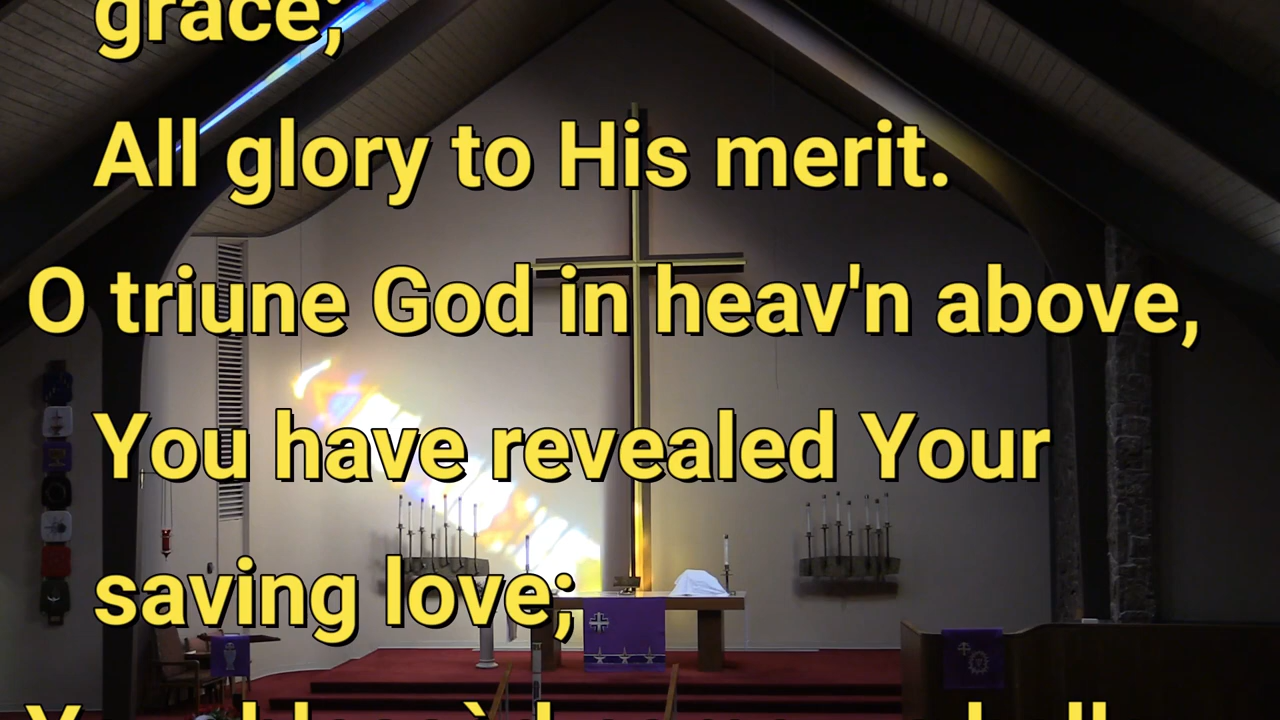 grace;
All glory to His merit.
O triune God in heav'n above,
You have revealed Your
saving love;